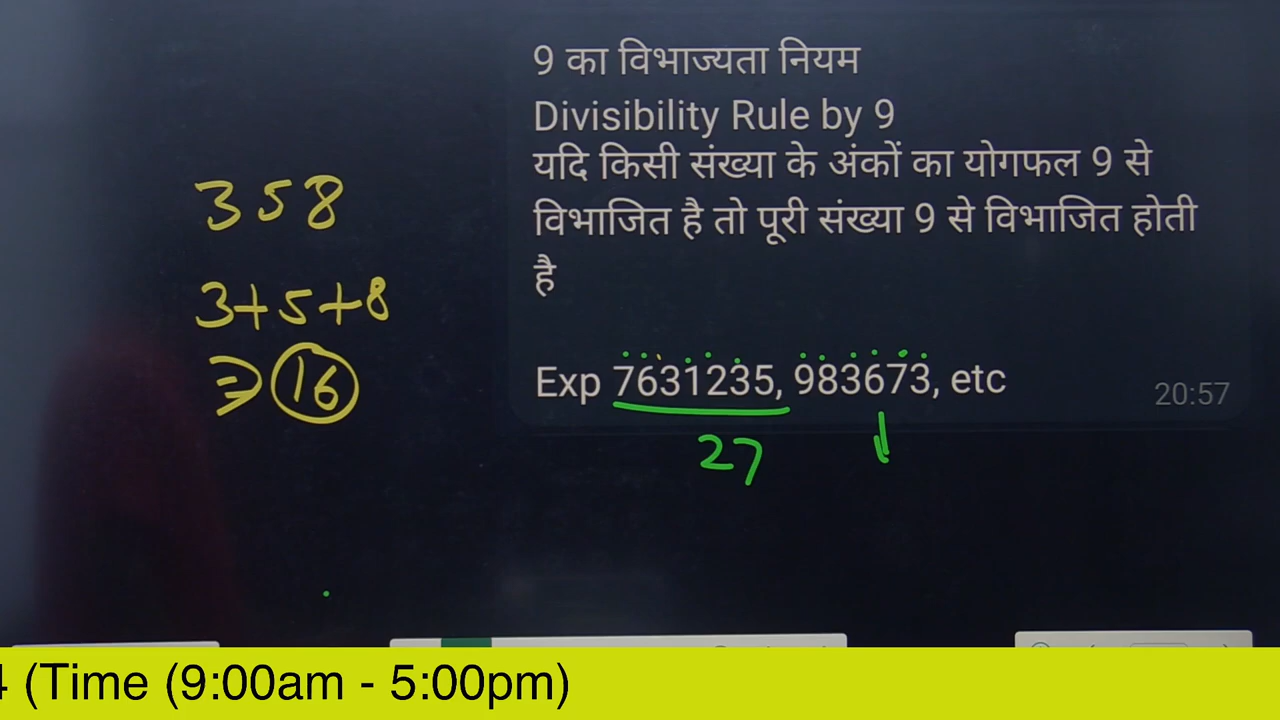 9 का विभाज्यता नियम
Divisibility Rule by 9
यदि किसी संख्या के अंकों का योगफल 9 से
विभाजित है तो पूरी संख्या 9 से विभाजित होती
है
Exp 7631235, 983673, etc
20:57
27
358
3+5+8
⇒ 16
4 (Time (9:00am - 5:00pm)